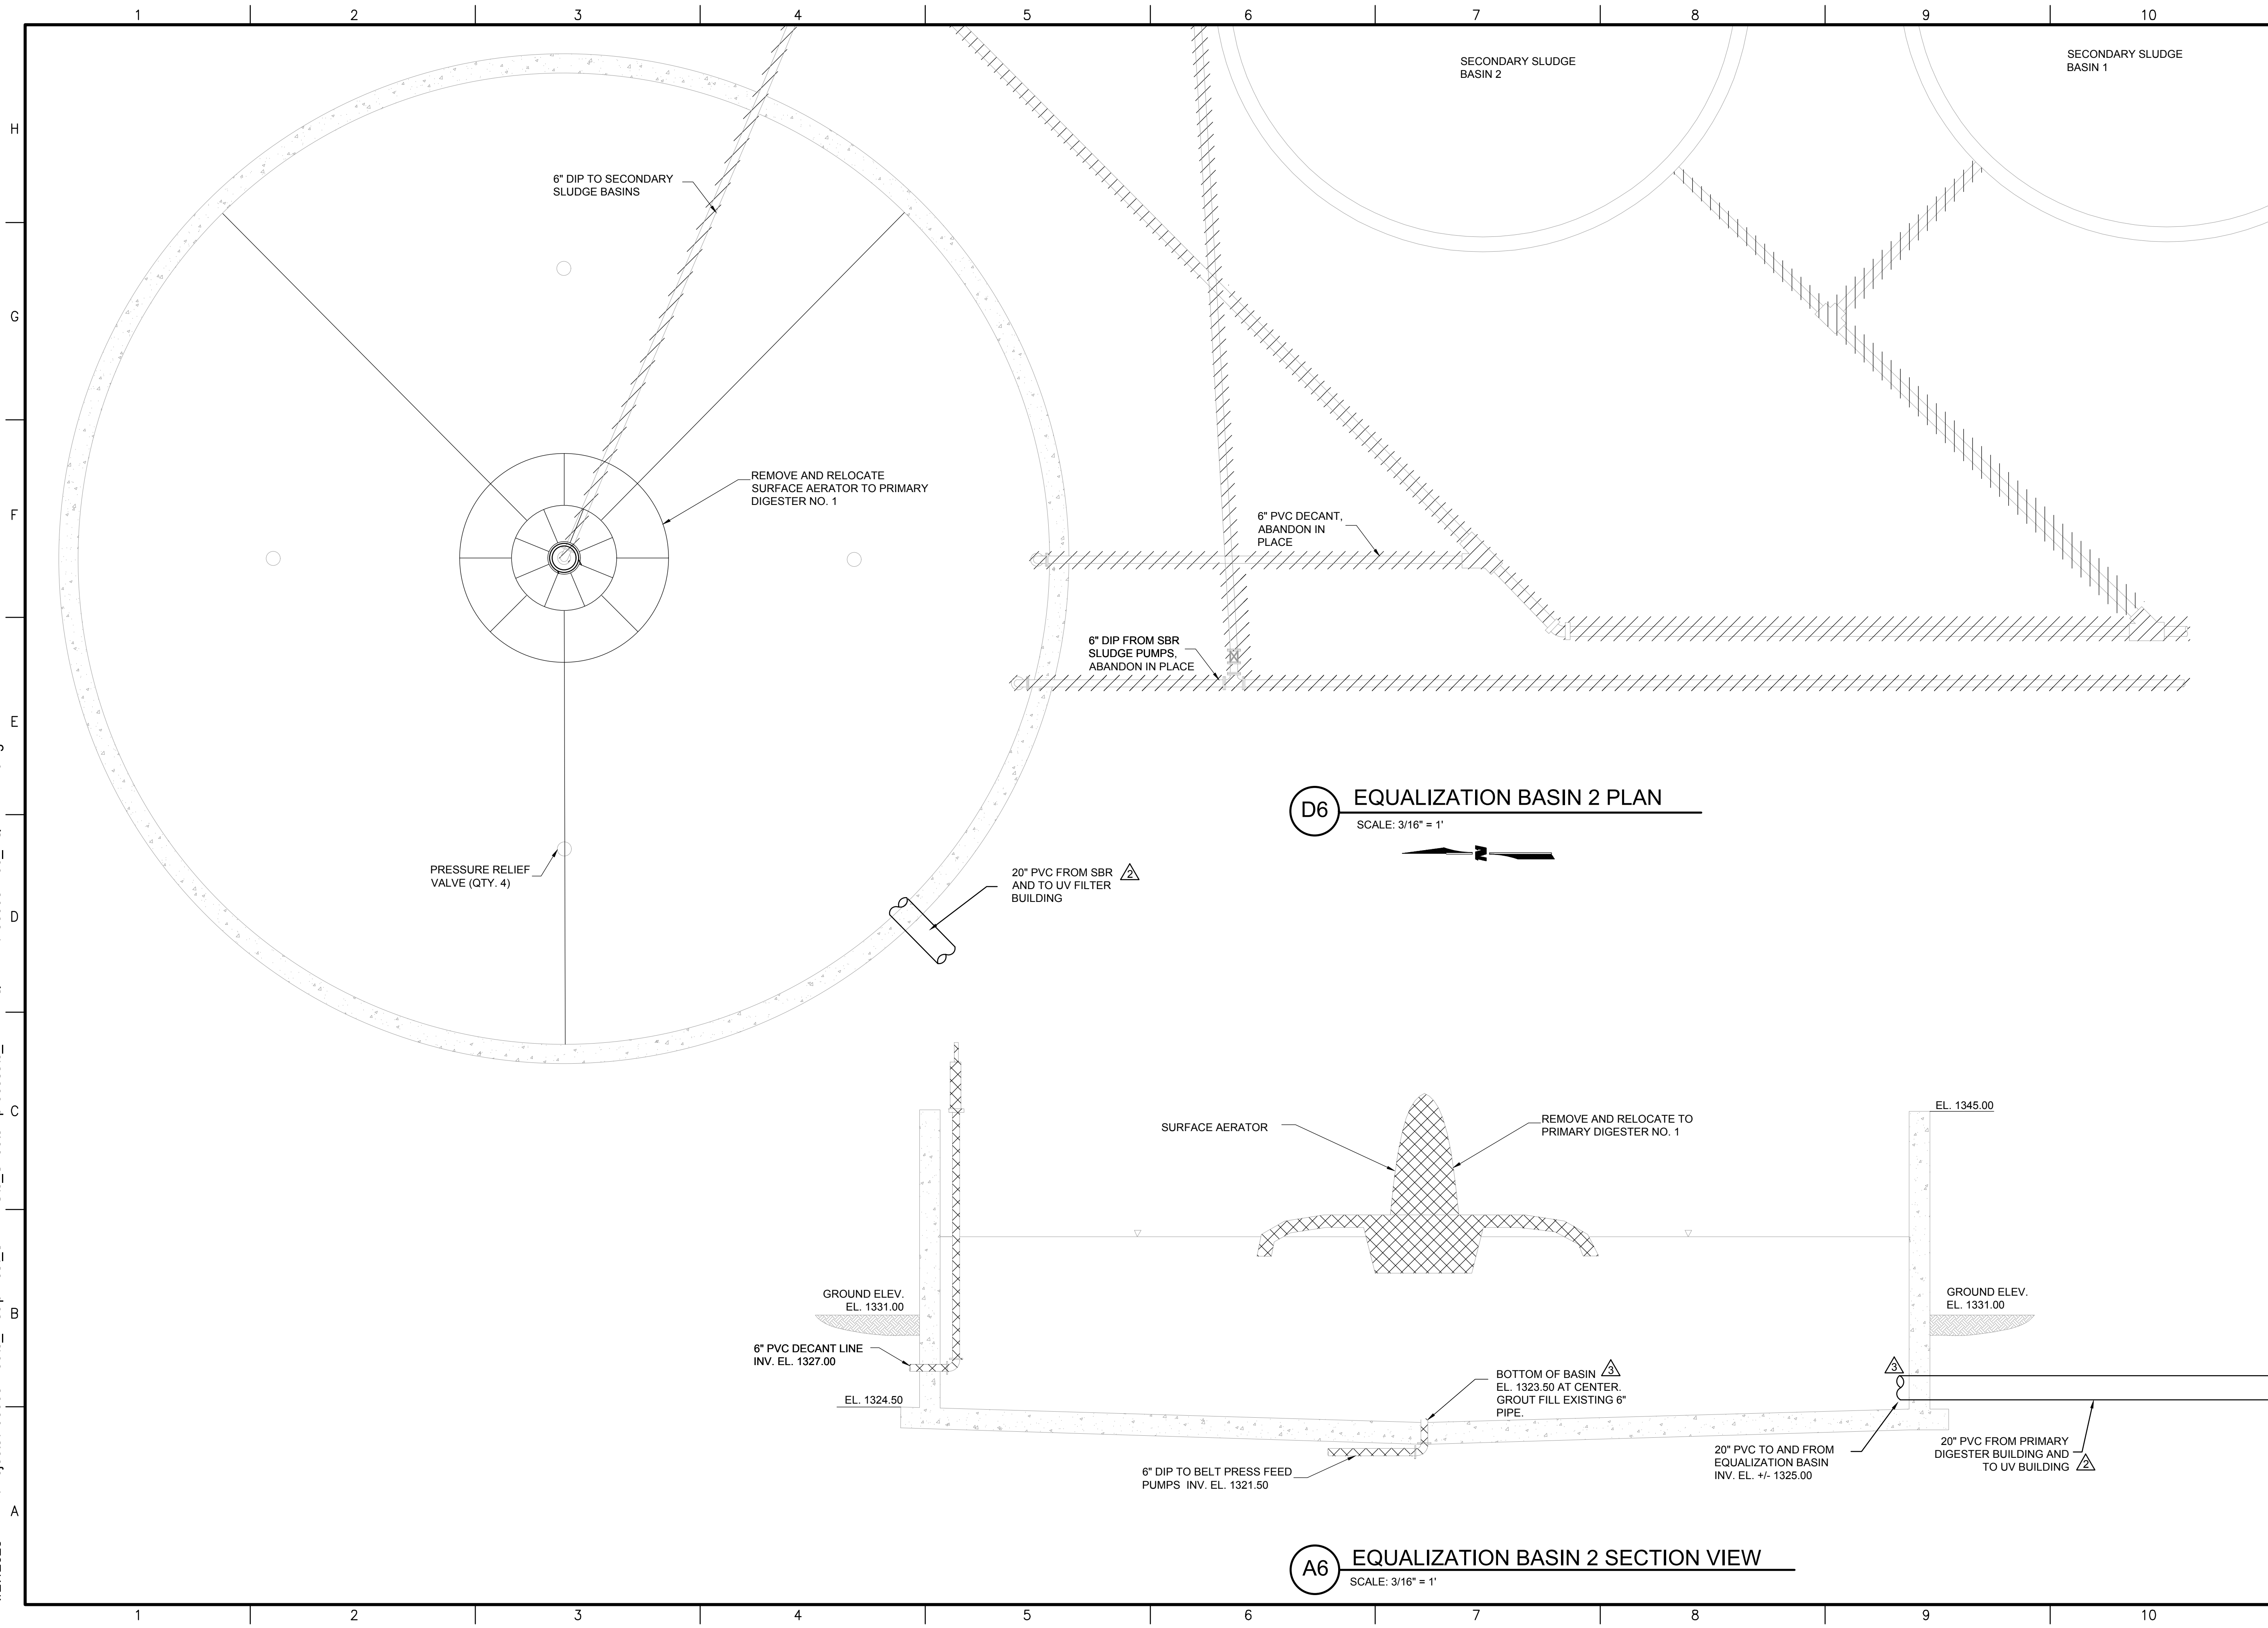 1 2 3 4 5 6 7 8 9 10
SECONDARY SLUDGE
BASIN 2
SECONDARY SLUDGE
BASIN 1
H
6" DIP TO SECONDARY
SLUDGE BASINS
G
REMOVE AND RELOCATE
SURFACE AERATOR TO PRIMARY
DIGESTER NO. 1
F
6" PVC DECANT,
ABANDON IN
PLACE
6" DIP FROM SBR
SLUDGE PUMPS,
ABANDON IN PLACE
E
D6
EQUALIZATION BASIN 2 PLAN
SCALE: 3/16" = 1'
N
PRESSURE RELIEF
VALVE (QTY. 4)
20" PVC FROM SBR 2
AND TO UV FILTER
BUILDING
D
C
EL. 1345.00
SURFACE AERATOR
REMOVE AND RELOCATE TO
PRIMARY DIGESTER NO. 1
GROUND ELEV.
EL. 1331.00
GROUND ELEV.
EL. 1331.00
B
6" PVC DECANT LINE
INV. EL. 1327.00
EL. 1324.50
BOTTOM OF BASIN 3
EL. 1323.50 AT CENTER.
GROUT FILL EXISTING 6"
PIPE.
3
6" DIP TO BELT PRESS FEED
PUMPS INV. EL. 1321.50
20" PVC TO AND FROM
EQUALIZATION BASIN
INV. EL. +/- 1325.00
20" PVC FROM PRIMARY
DIGESTER BUILDING AND
TO UV BUILDING 2
A
A6
EQUALIZATION BASIN 2 SECTION VIEW
SCALE: 3/16" = 1'
1 2 3 4 5 6 7 8 9 10